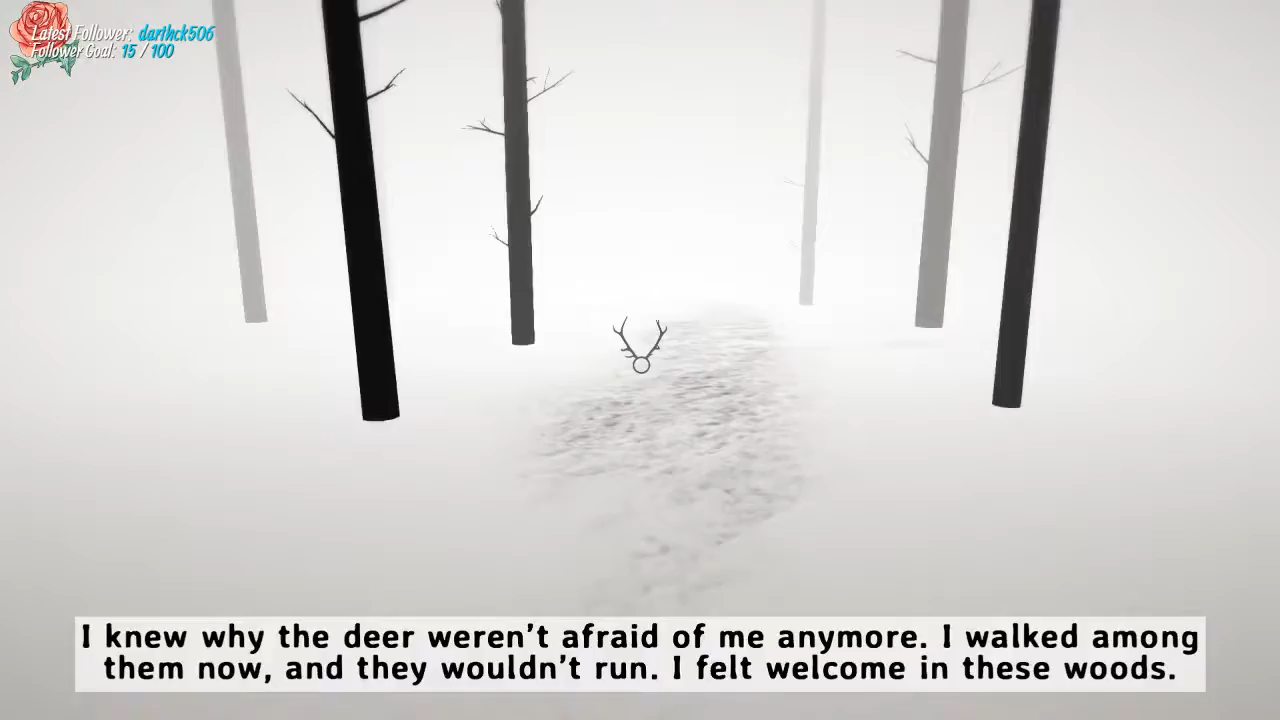 Latest Follower: darthck506
Follower Goal: 15 / 100
I knew why the deer weren't afraid of me anymore. I walked among
them now, and they wouldn't run. I felt welcome in these woods.